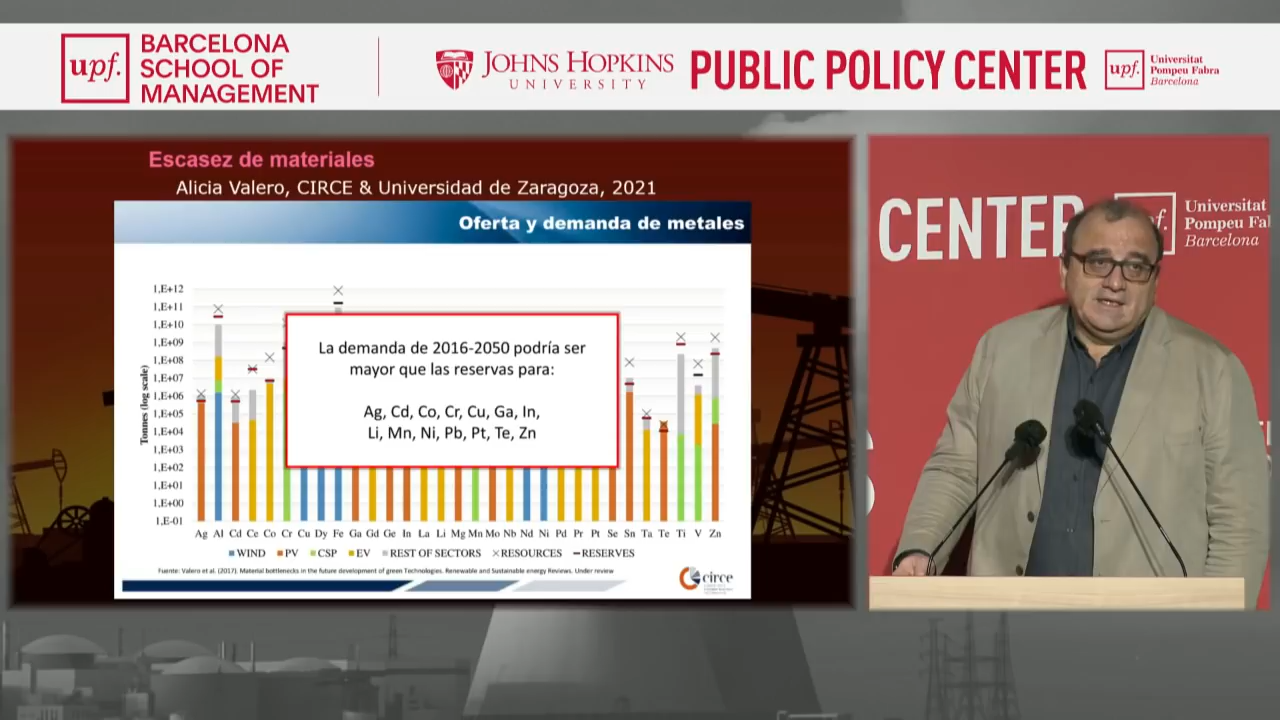 upf.
BARCELONA
SCHOOL OF
MANAGEMENT
JOHNS HOPKINS
UNIVERSITY
PUBLIC POLICY CENTER
upf.
Universitat
Pompeu Fabra
Barcelona
Escasez de materiales
Alicia Valero, CIRCE & Universidad de Zaragoza, 2021
Oferta y demanda de metales
Tonnes (log scale)
1,E+12
1,E+11
1,E+10
1,E+09
1,E+08
1,E+07
1,E+06
1,E+05
1,E+04
1,E+03
1,E+02
1,E+01
1,E+00
1,E-01
La demanda de 2016-2050 podría ser
mayor que las reservas para:
Ag, Cd, Co, Cr, Cu, Ga, In,
Li, Mn, Ni, Pb, Pt, Te, Zn
Ag Al Cd Ce Co Cr Cu Dy Fe Ga Gd Ge In La Li Mg Mn Mo Nb Nd Ni Pd Pr Pt Se Sn Ta Te Ti V Zn
WIND PV CSP EV REST OF SECTORS RESOURCES RESERVES
Fuente: Valero et al. (2017). Material bottlenecks in the future development of green Technologies. Renewable and Sustainable energy Reviews. Under review
circe
CENTER
upf.
Universitat
Pompeu Fa
Barcelona